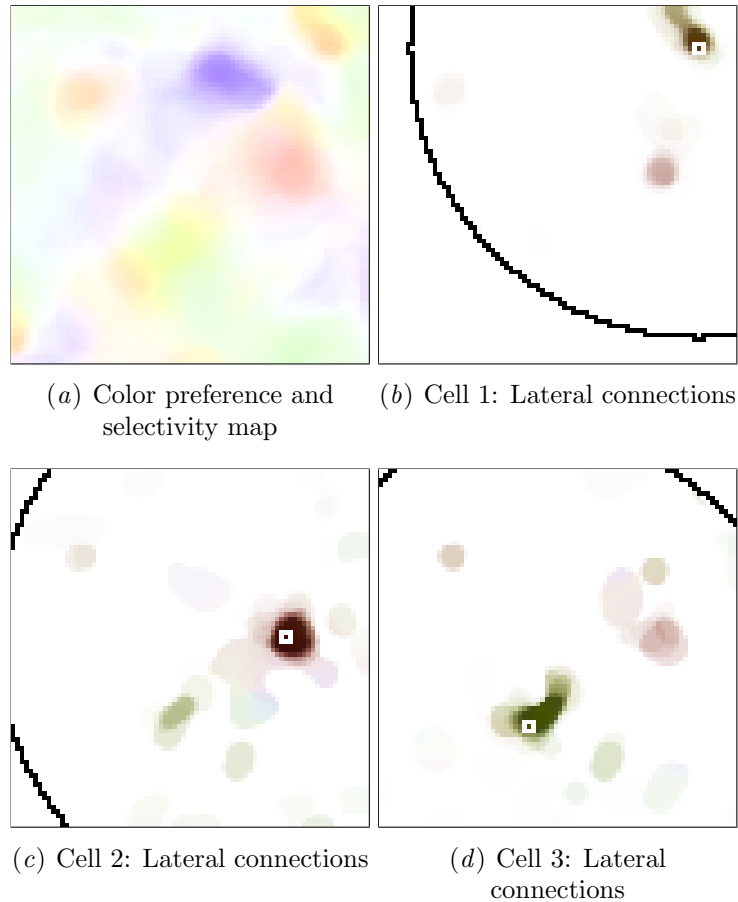 (a) Color preference and
selectivity map
(b) Cell 1: Lateral connections
(c) Cell 2: Lateral connections
(d) Cell 3: Lateral
connections